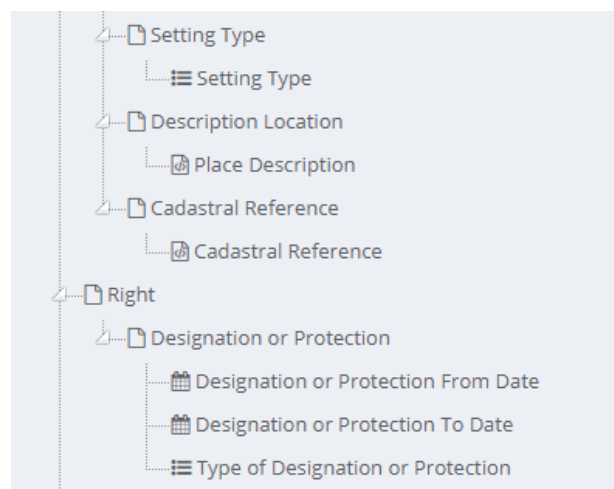 Setting Type
Setting Type
Description Location
Place Description
Cadastral Reference
Cadastral Reference
Right
Designation or Protection
Designation or Protection From Date
Designation or Protection To Date
Type of Designation or Protection